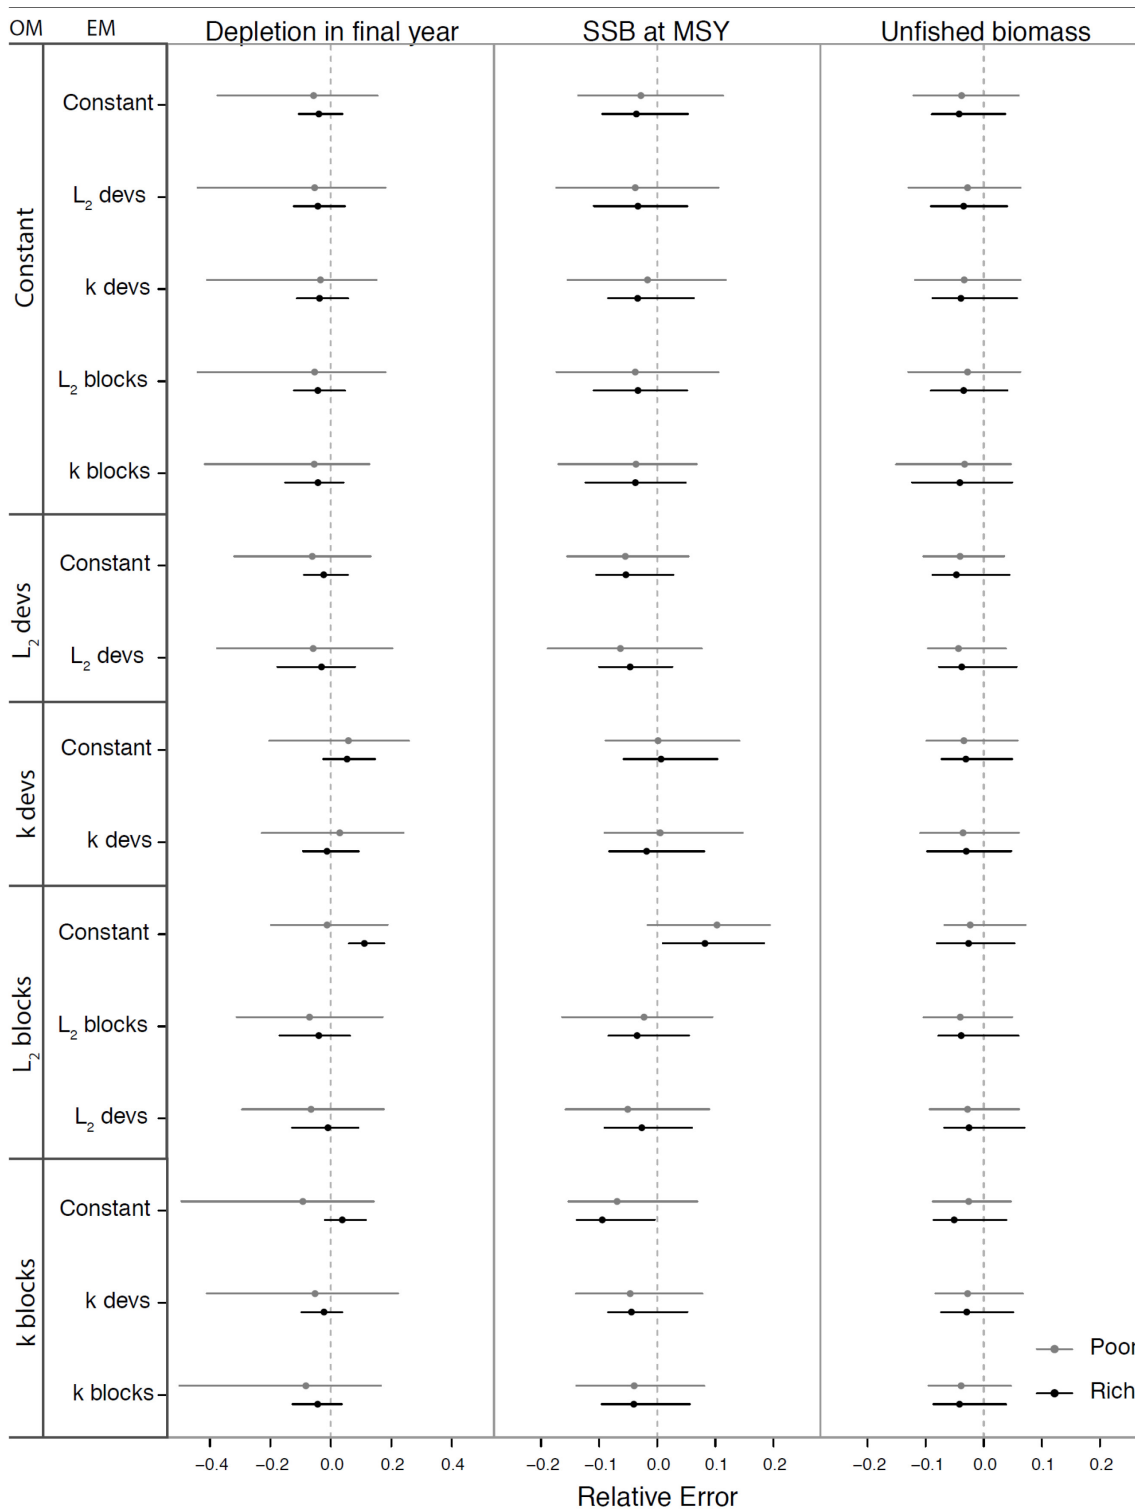 OM EM Depletion in final year SSB at MSY Unfished biomass
Constant
Constant
L2 devs
k devs
L2 blocks
k blocks
L2 devs
Constant
L2 devs
k devs
Constant
k devs
L2 blocks
Constant
L2 blocks
L2 devs
k blocks
Constant
k devs
k blocks
Poor
Rich
−0.4 −0.2 0.0 0.2 0.4 −0.2 −0.1 0.0 0.1 0.2 −0.2 −0.1 0.0 0.1 0.2
Relative Error